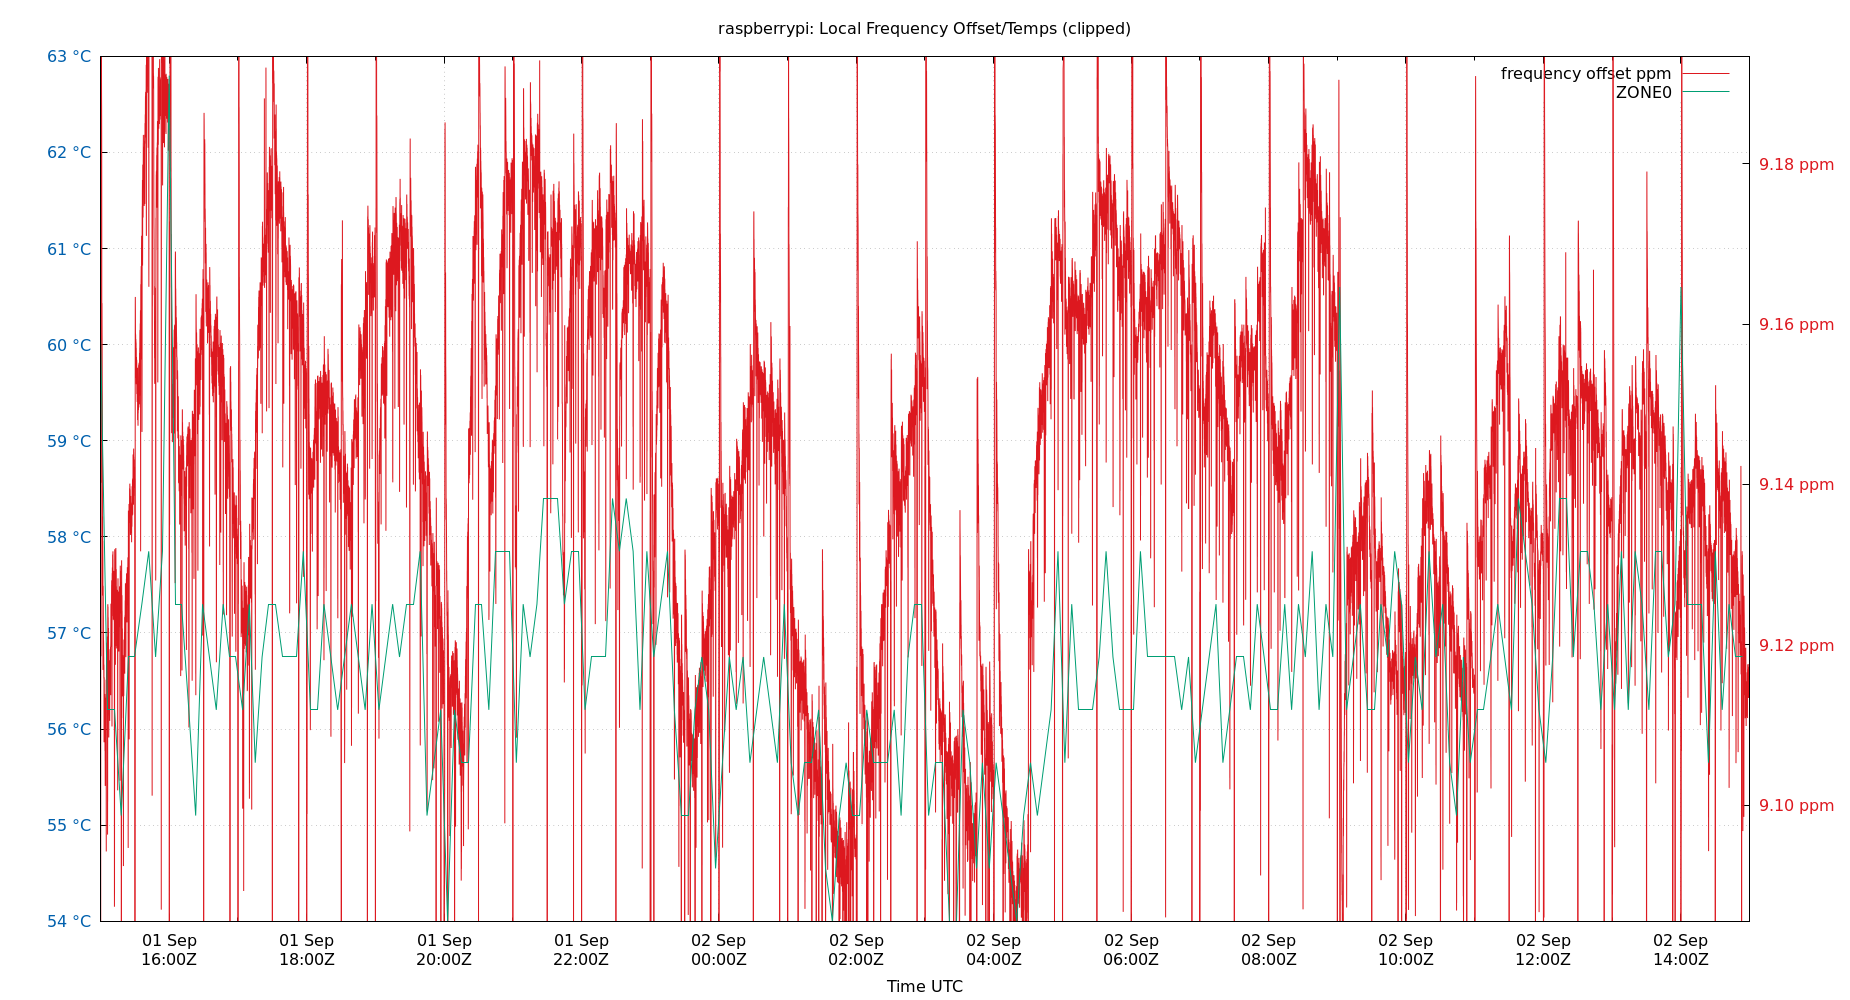 raspberrypi: Local Frequency Offset/Temps (clipped)
63 °C
62 °C
61 °C
60 °C
59 °C
58 °C
57 °C
56 °C
55 °C
54 °C
frequency offset ppm
ZONE0
9.18 ppm
9.16 ppm
9.14 ppm
9.12 ppm
9.10 ppm
01 Sep
16:00Z
01 Sep
18:00Z
01 Sep
20:00Z
01 Sep
22:00Z
02 Sep
00:00Z
02 Sep
02:00Z
02 Sep
04:00Z
02 Sep
06:00Z
02 Sep
08:00Z
02 Sep
10:00Z
02 Sep
12:00Z
02 Sep
14:00Z
Time UTC